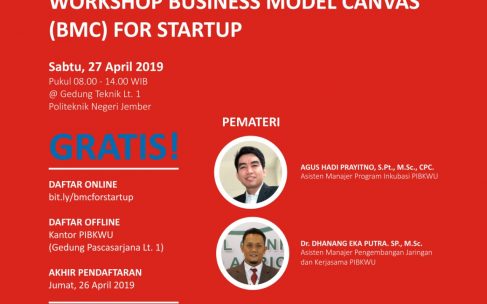 WORKSHOP BUSINESS MODEL CANVAS
(BMC) FOR STARTUP
Sabtu, 27 April 2019
Pukul 08.00 - 14.00 WIB
@ Gedung Teknik Lt. 1
Politeknik Negeri Jember
GRATIS!
DAFTAR ONLINE
bit.ly/bmcforstartup
DAFTAR OFFLINE
Kantor PIBKWU
(Gedung Pascasarjana Lt. 1)
AKHIR PENDAFTARAN
Jumat, 26 April 2019
PEMATERI
AGUS HADI PRAYITNO, S.Pt., M.Sc., CPC.
Asisten Manajer Program Inkubasi PIBKWU
Dr. DHANANG EKA PUTRA. SP., M.Sc.
Asisten Manajer Pengembangan Jaringan
dan Kerjasama PIBKWU